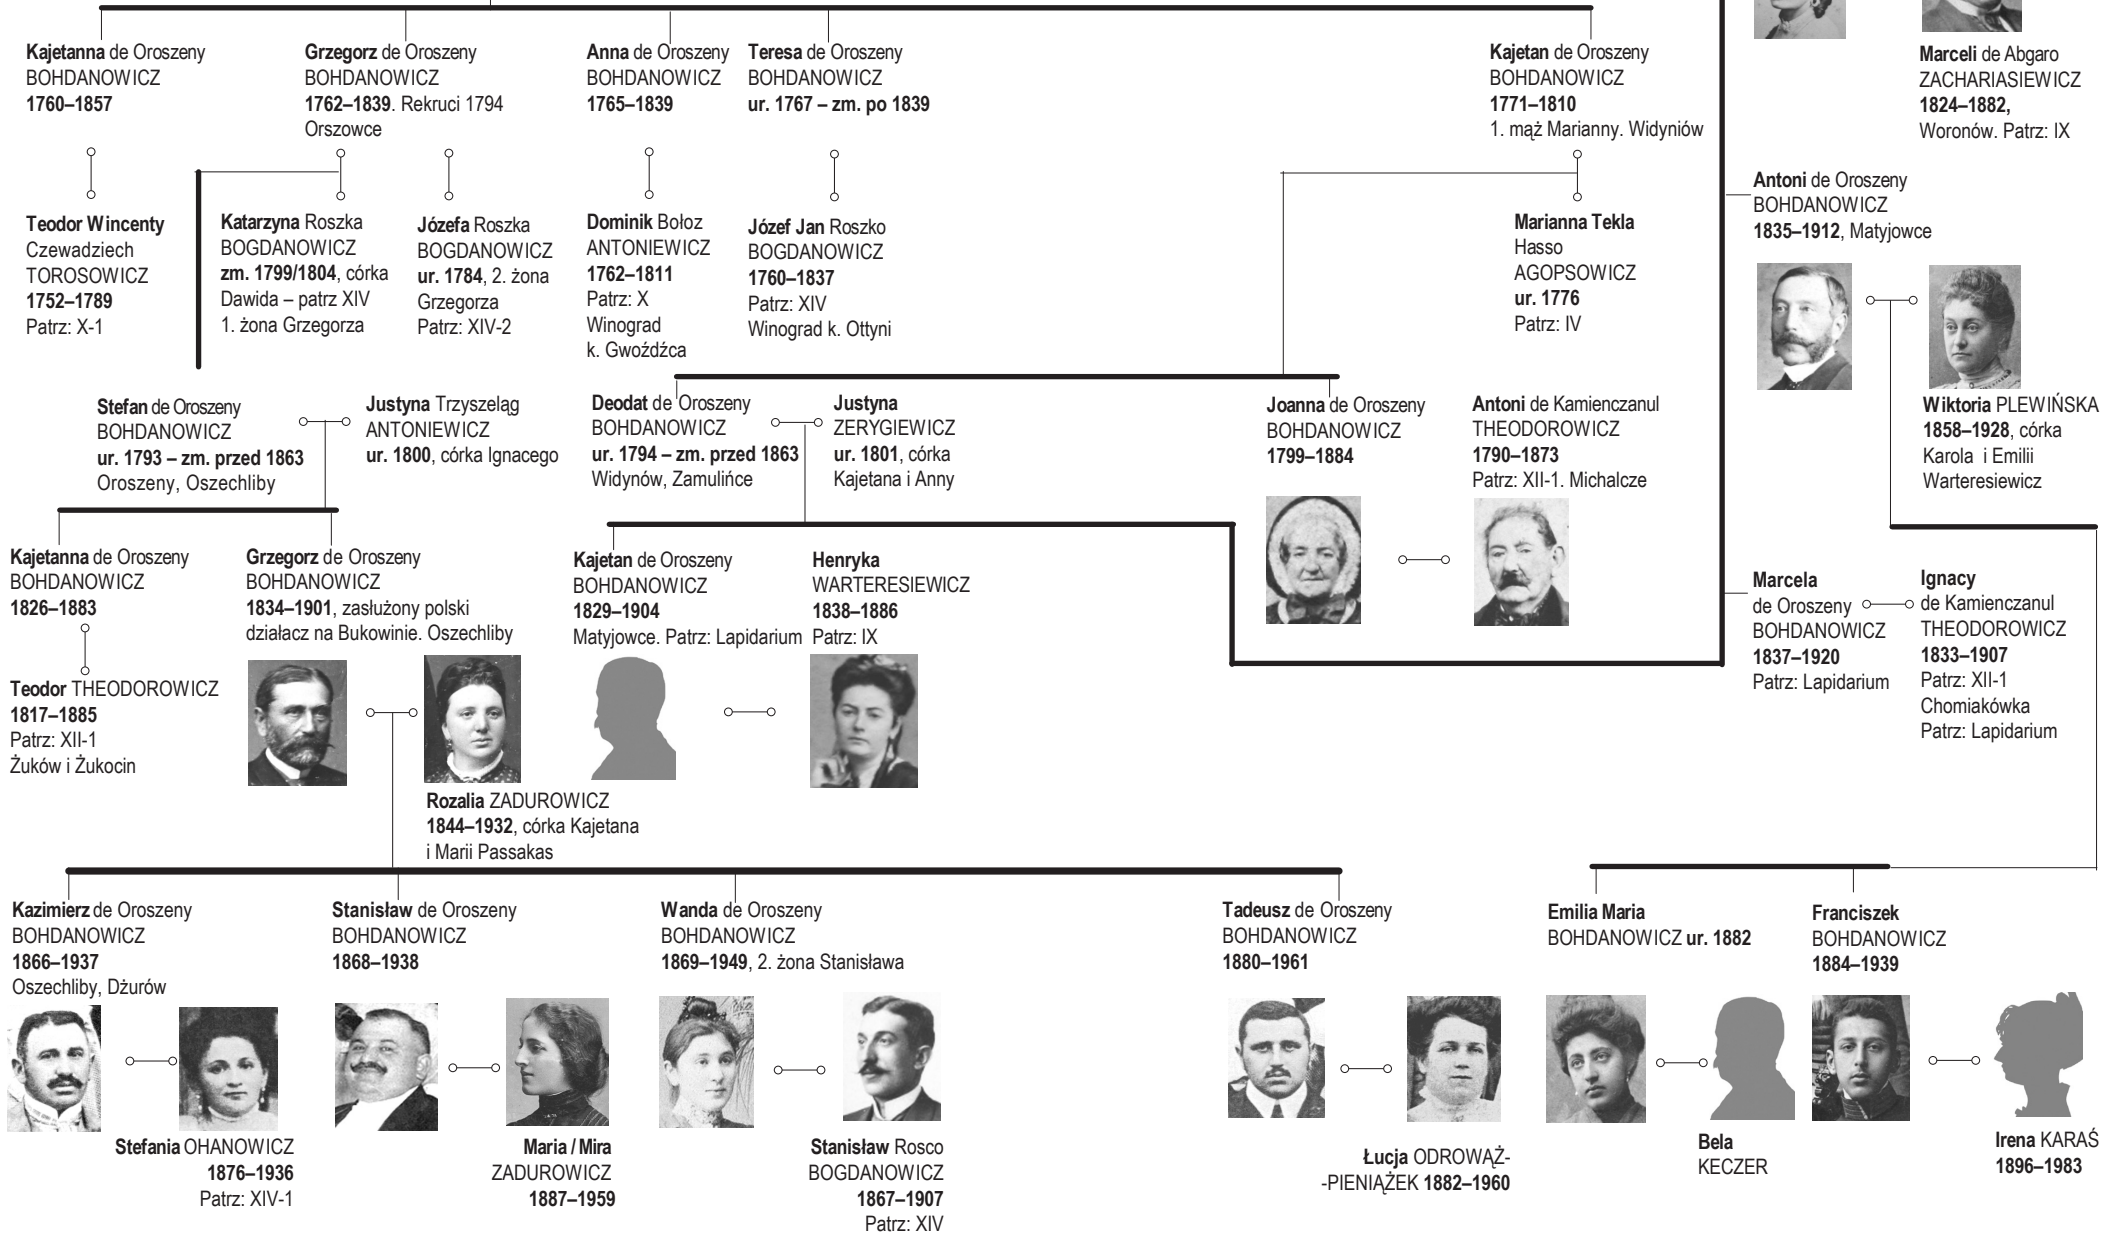 Kajetanna de Oroszeny
BOHDANOWICZ
1760–1857
Grzegorz de Oroszeny
BOHDANOWICZ
1762–1839. Rekruci 1794
Orszowce
Anna de Oroszeny
BOHDANOWICZ
1765–1839
Teresa de Oroszeny
BOHDANOWICZ
ur. 1767 – zm. po 1839
Kajetan de Oroszeny
BOHDANOWICZ
1771–1810
1. mąż Marianny. Widyniów
Marceli de Abgaro
ZACHARIASIEWICZ
1824–1882,
Woronów. Patrz: IX
Teodor Wincenty
Czewadziech
TOROSOWICZ
1752–1789
Patrz: X-1
Katarzyna Roszka
BOGDANOWICZ
zm. 1799/1804, córka
Dawida – patrz XIV
1. żona Grzegorza
Józefa Roszka
BOGDANOWICZ
ur. 1784, 2. żona
Grzegorza
Patrz: XIV-2
Dominik Bołoz
ANTONIEWICZ
1762–1811
Patrz: X
Winograd
k. Gwoźdźca
Józef Jan Roszko
BOGDANOWICZ
1760–1837
Patrz: XIV
Winograd k. Ottyni
Marianna Tekla
Hasso
AGOPSOWICZ
ur. 1776
Patrz: IV
Antoni de Oroszeny
BOHDANOWICZ
1835–1912, Matyjowce
Wiktoria PLEWIŃSKA
1858–1928, córka
Karola i Emilii
Warteresiewicz
Stefan de Oroszeny
BOHDANOWICZ
ur. 1793 – zm. przed 1863
Oroszeny, Oszechliby
Justyna Trzyszeląg
ANTONIEWICZ
ur. 1800, córka Ignacego
Deodat de Oroszeny
BOHDANOWICZ
ur. 1794 – zm. przed 1863
Widynów, Zamulińce
Justyna
ZERYGIEWICZ
ur. 1801, córka
Kajetana i Anny
Joanna de Oroszeny
BOHDANOWICZ
1799–1884
Antoni de Kamienczanul
THEODOROWICZ
1790–1873
Patrz: XII-1. Michalcze
Kajetanna de Oroszeny
BOHDANOWICZ
1826–1883
Grzegorz de Oroszeny
BOHDANOWICZ
1834–1901, zasłużony polski
działacz na Bukowinie. Oszechliby
Kajetan de Oroszeny
BOHDANOWICZ
1829–1904
Matyjowce. Patrz: Lapidarium
Henryka
WARTERESIEWICZ
1838–1886
Patrz: IX
Marcela
de Oroszeny
BOHDANOWICZ
1837–1920
Patrz: Lapidarium
Ignacy
de Kamienczanul
THEODOROWICZ
1833–1907
Patrz: XII-1
Chomiakówka
Patrz: Lapidarium
Teodor THEODOROWICZ
1817–1885
Patrz: XII-1
Żuków i Żukocin
Rozalia ZADUROWICZ
1844–1932, córka Kajetana
i Marii Passakas
Kazimierz de Oroszeny
BOHDANOWICZ
1866–1937
Oszechliby, Dżurów
Stanisław de Oroszeny
BOHDANOWICZ
1868–1938
Wanda de Oroszeny
BOHDANOWICZ
1869–1949, 2. żona Stanisława
Tadeusz de Oroszeny
BOHDANOWICZ
1880–1961
Emilia Maria
BOHDANOWICZ ur. 1882
Franciszek
BOHDANOWICZ
1884–1939
Stefania OHANOWICZ
1876–1936
Patrz: XIV-1
Maria / Mira
ZADUROWICZ
1887–1959
Stanisław Rosco
BOGDANOWICZ
1867–1907
Patrz: XIV
Łucja ODROWĄŻ-
-PIENIĄŻEK 1882–1960
Bela
KECZER
Irena KARAŚ
1896–1983